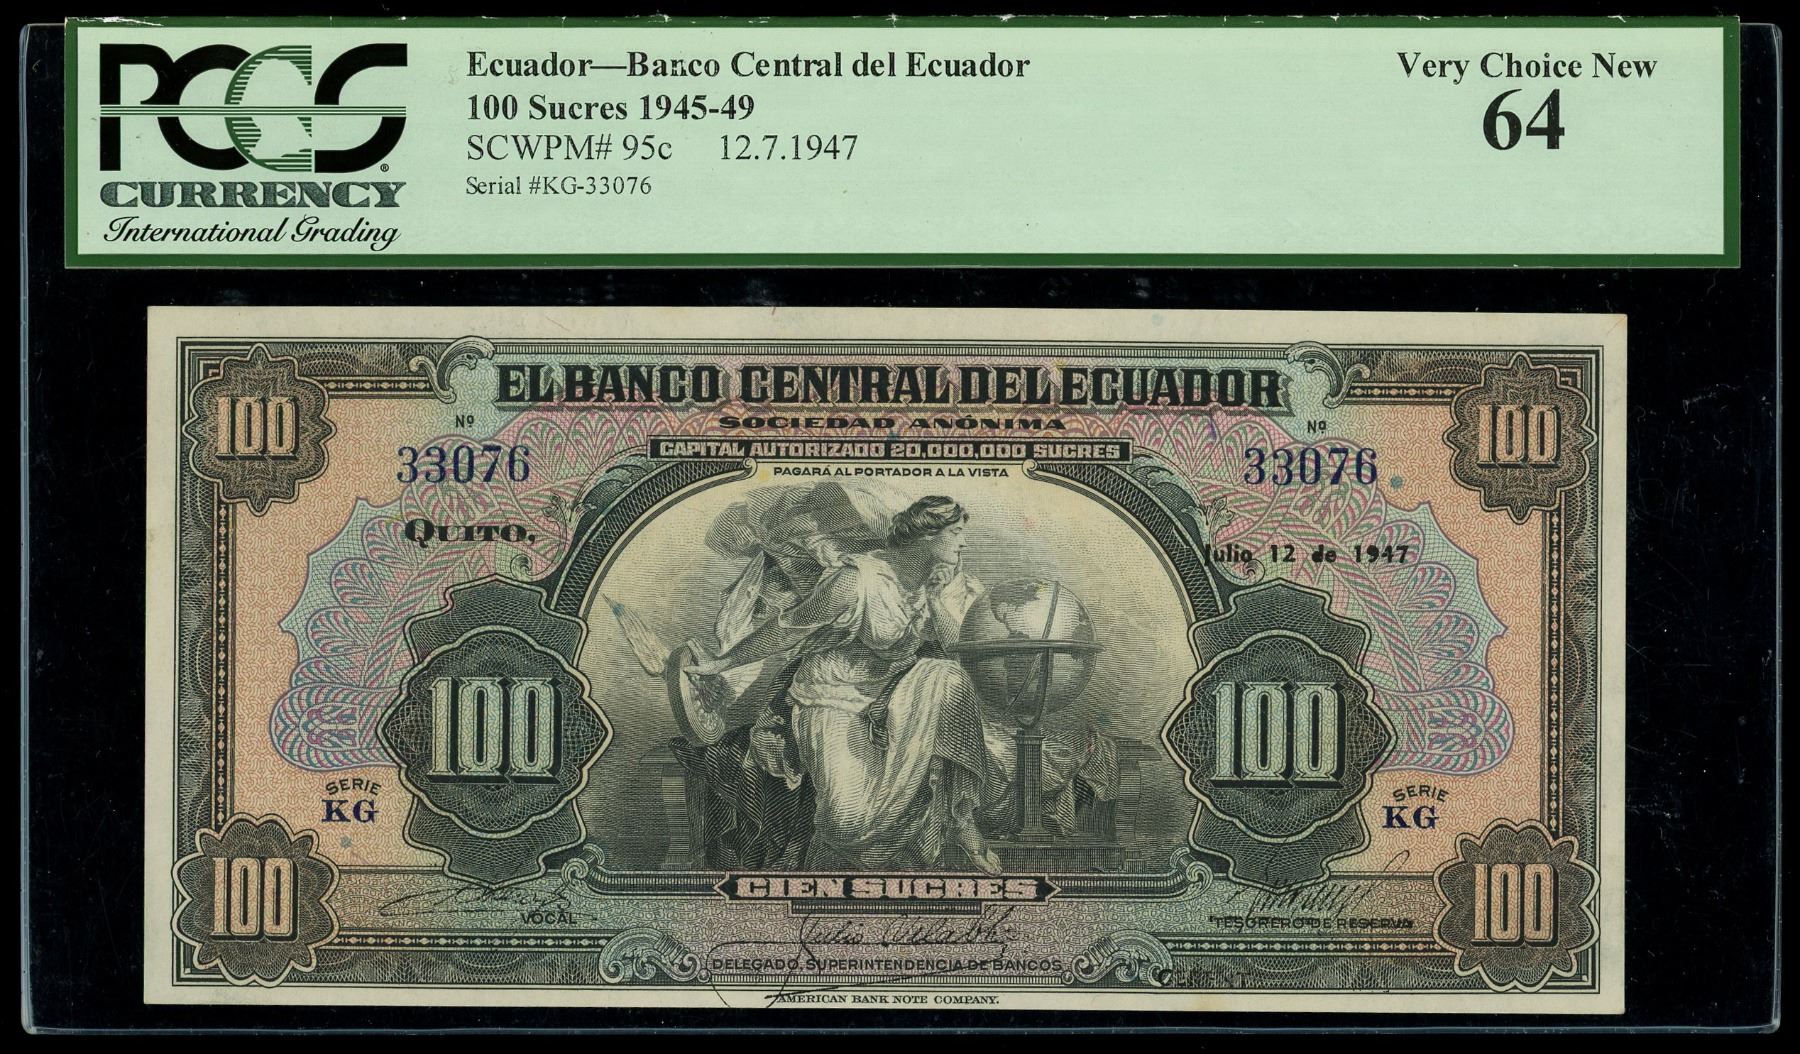 PCGS
CURRENCY
International Grading
Ecuador—Banco Central del Ecuador
100 Sucres 1945-49
SCWPM# 95c 12.7.1947
Serial #KG-33076
Very Choice New
64
100
EL BANCO CENTRAL DEL ECUADOR
100
SOCIEDAD ANÓNIMA
CAPITAL AUTORIZADO 20,000,000 SUCRES
PAGARÁ AL PORTADOR A LA VISTA
Nº
33076
Nº
33076
QUITO,
Julio 12 de 1947
100
100
SERIE
KG
SERIE
KG
100
100
CIEN SUCRES
VOCAL
TESORERO DE RESERVA
DELEGADO, SUPERINTENDENCIA DE BANCOS
AMERICAN BANK NOTE COMPANY.